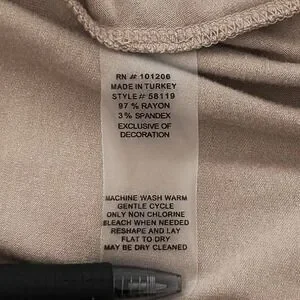 RN # 101206
MADE IN TURKEY
STYLE# 58119
97 % RAYON
3 % SPANDEX
EXCLUSIVE OF
DECORATION
MACHINE WASH WARM
GENTLE CYCLE
ONLY NON CHLORINE
BLEACH WHEN NEEDED
RESHAPE AND LAY
FLAT TO DRY
MAY BE DRY CLEANED